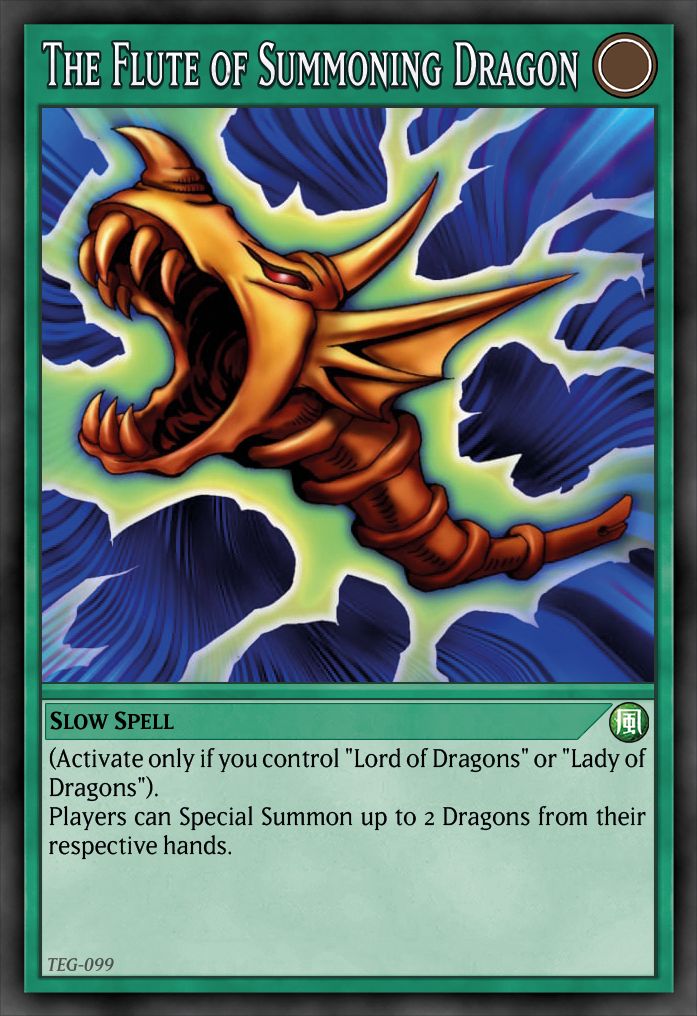 THE FLUTE OF SUMMONING DRAGON
SLOW SPELL
風
(Activate only if you control "Lord of Dragons" or "Lady of
Dragons").
Players can Special Summon up to 2 Dragons from their
respective hands.
TEG-099